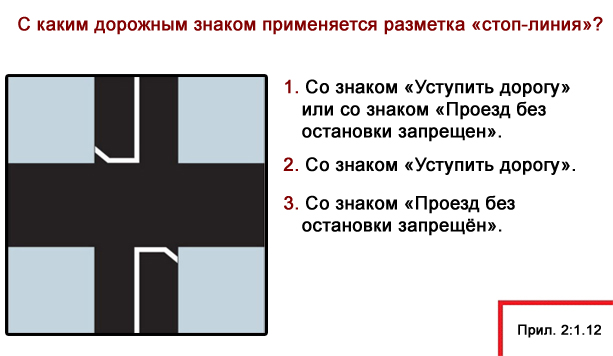 С каким дорожным знаком применяется разметка «стоп-линия»?
1. Со знаком «Уступить дорогу»
или со знаком «Проезд без
остановки запрещен».
2. Со знаком «Уступить дорогу».
3. Со знаком «Проезд без
остановки запрещён».
Прил. 2:1.12